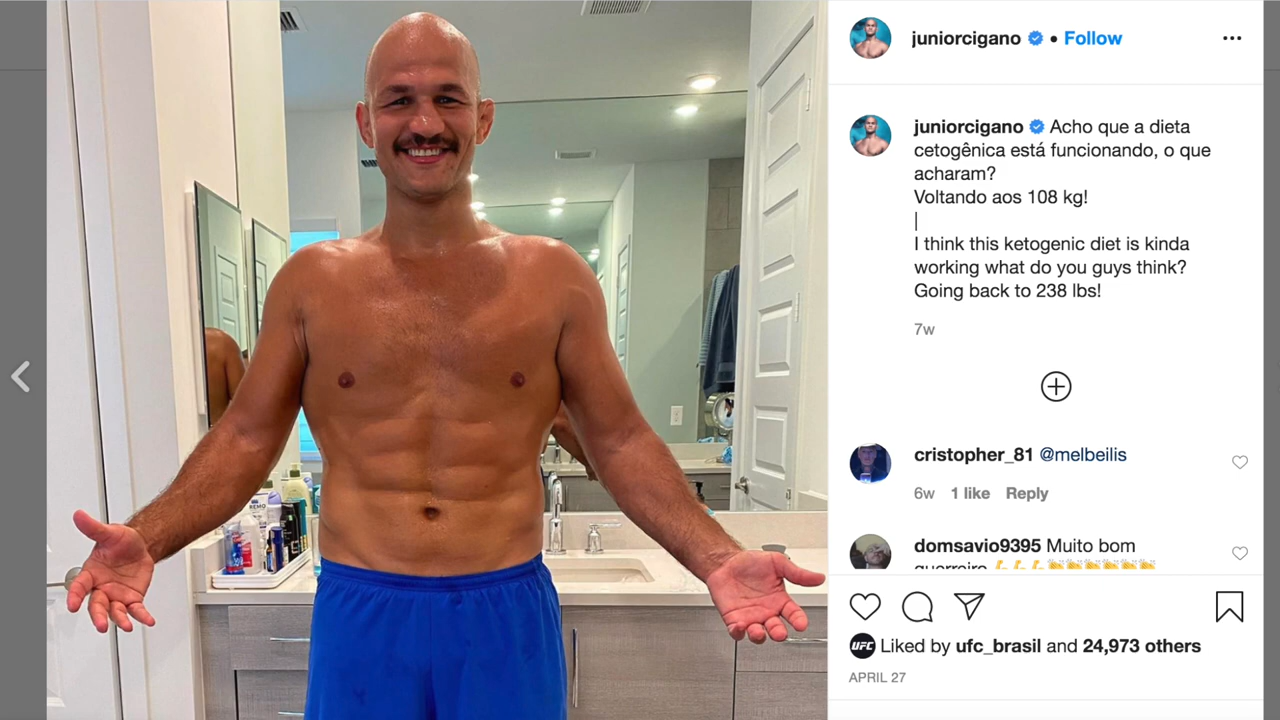 juniorcigano • Follow
juniorcigano Acho que a dieta
cetogênica está funcionando, o que
acharam?
Voltando aos 108 kg!
|
I think this ketogenic diet is kinda
working what do you guys think?
Going back to 238 lbs!
7w
cristopher_81 @melbeilis
6w 1 like Reply
domsavio9395 Muito bom
guerreiro
UFC Liked by ufc_brasil and 24,973 others
APRIL 27